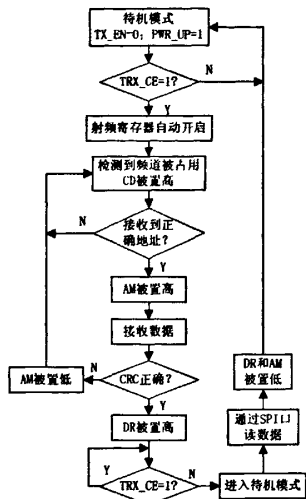 待机模式
TX_EN=0; PWR_UP=1
TRX_CE=1?
N
Y
射频寄存器自动开启
检测到频道被占用
CD被置高
N
接收到正
确地址?
Y
AM被置高
接收数据
AM被置低
N
CRC正确?
Y
DR被置高
Y
TRX_CE=1?
N
进入待机模式
通过SPI口
读数据
DR和AM
被置低